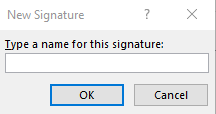 New Signature ?
Type a name for this signature:
OK Cancel